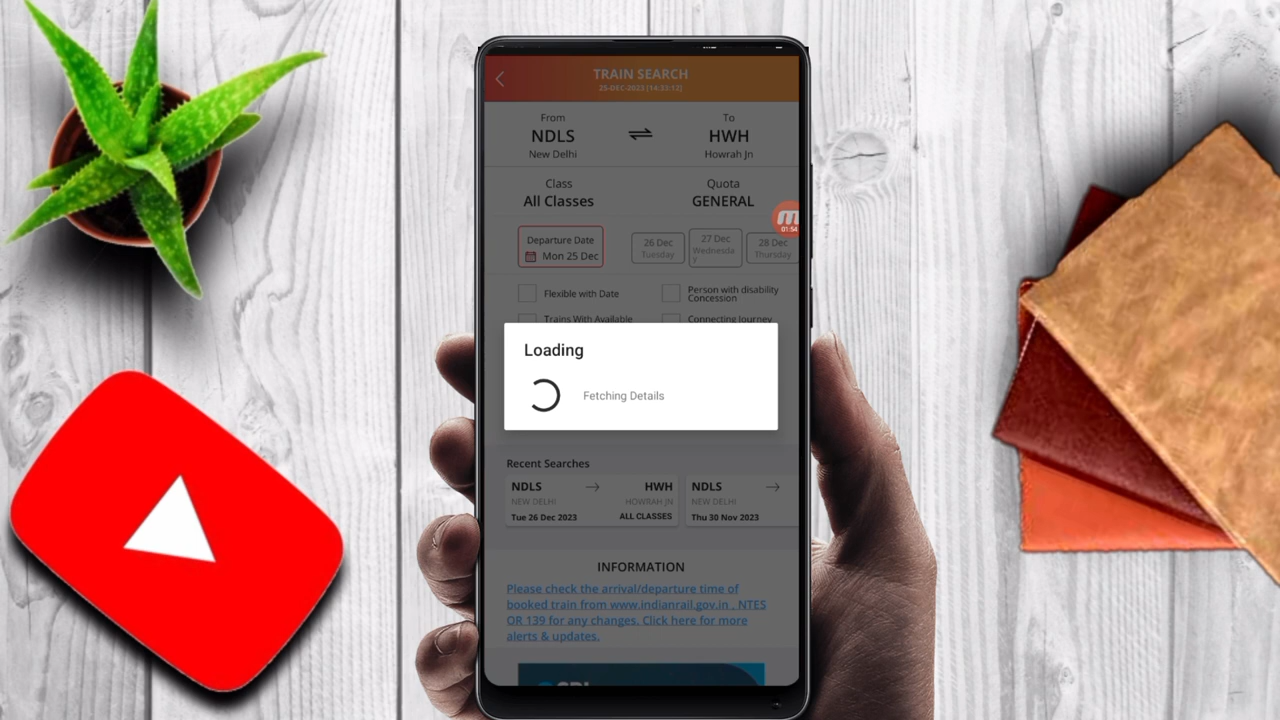 TRAIN SEARCH
25-DEC-2023 [14:33:12]
From
To
NDLS
HWH
New Delhi
Howrah Jn
Class
Quota
All Classes
GENERAL
01:54
Departure Date
Mon 25 Dec
26 Dec
Tuesday
27 Dec
Wednesda
y
28 Dec
Thursday
Flexible with Date
Person with disability
Concession
Trains With Available
Connecting Journey
Loading
Fetching Details
Recent Searches
NDLS
HWH
NDLS
NEW DELHI
HOWRAH JN
NEW DELHI
Tue 26 Dec 2023
ALL CLASSES
Thu 30 Nov 2023
INFORMATION
Please check the arrival/departure time of
booked train from www.indianrail.gov.in , NTES
OR 139 for any changes. Click here for more
alerts & updates.